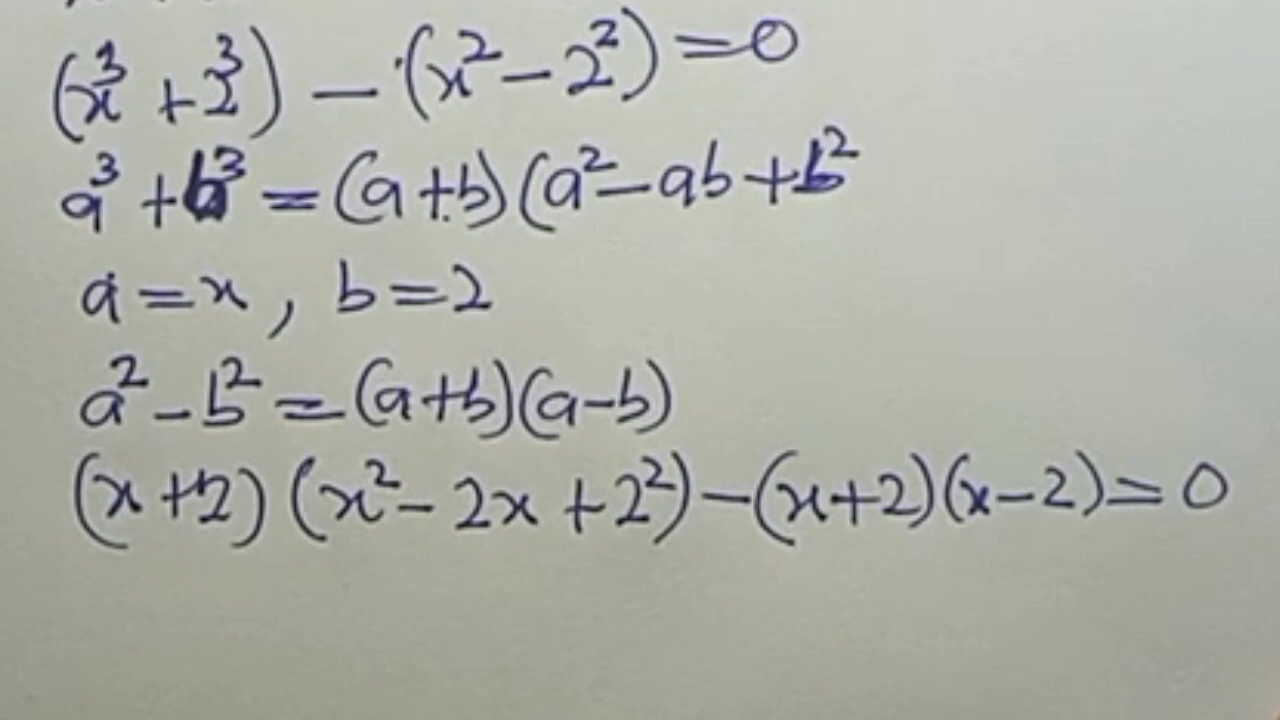 (x³ + 2³) − (x² − 2²) = 0
a³ + b³ = (a+b)(a² − ab + b²
a = x, b = 2
a² − b² = (a+b)(a−b)
(x+2)(x² − 2x + 2²) − (x+2)(x−2) = 0